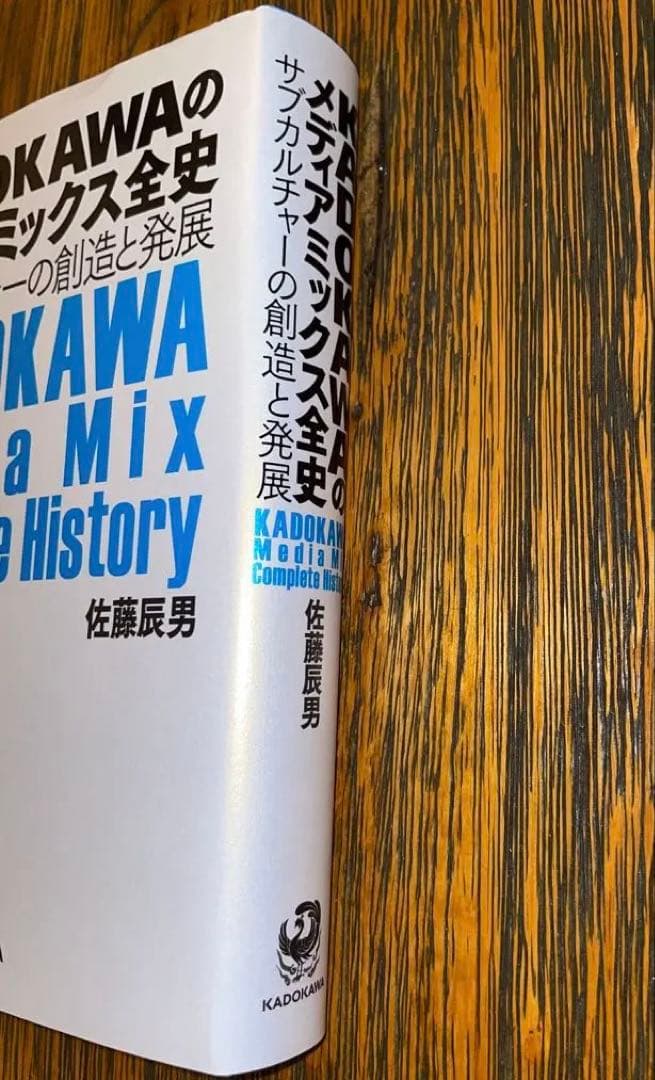 OKAWAの
ミックス全史
ーの創造と発展
OKAWA
a Mix
e History
佐藤辰男
KADOKAWAの
メディアミックス全史
サブカルチャーの創造と発展
KADOKAW
Media M
Complete Histo
佐藤辰男
KADOKAWA